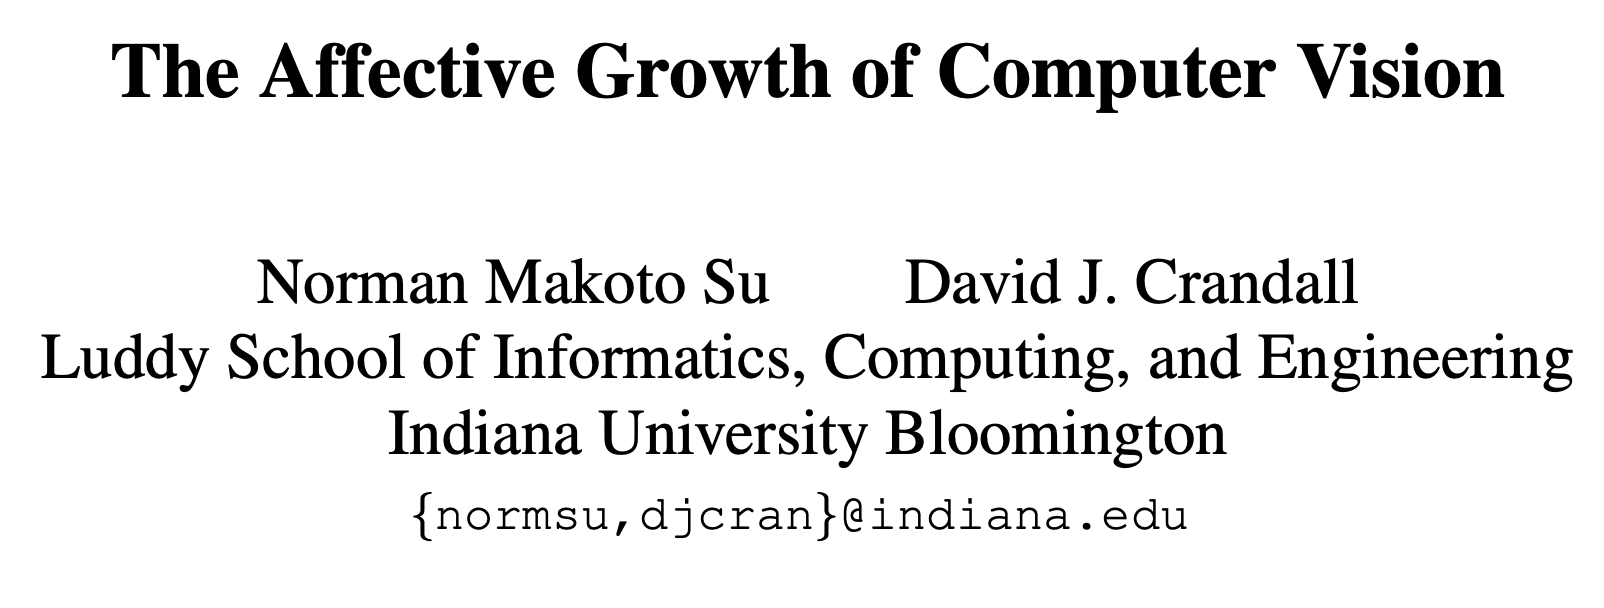 The Affective Growth of Computer Vision
Norman Makoto Su David J. Crandall
Luddy School of Informatics, Computing, and Engineering
Indiana University Bloomington
{normsu,djcran}@indiana.edu